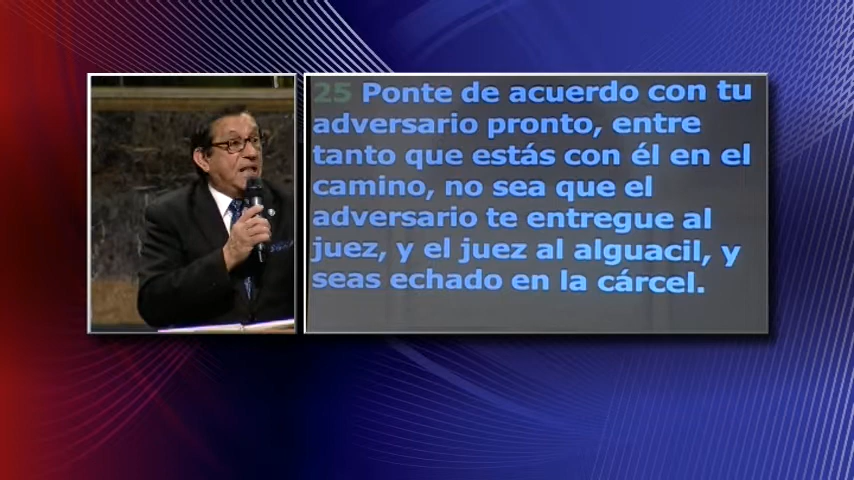 25 Ponte de acuerdo con tu
adversario pronto, entre
tanto que estás con él en el
camino, no sea que el
adversario te entregue al
juez, y el juez al alguacil, y
seas echado en la cárcel.